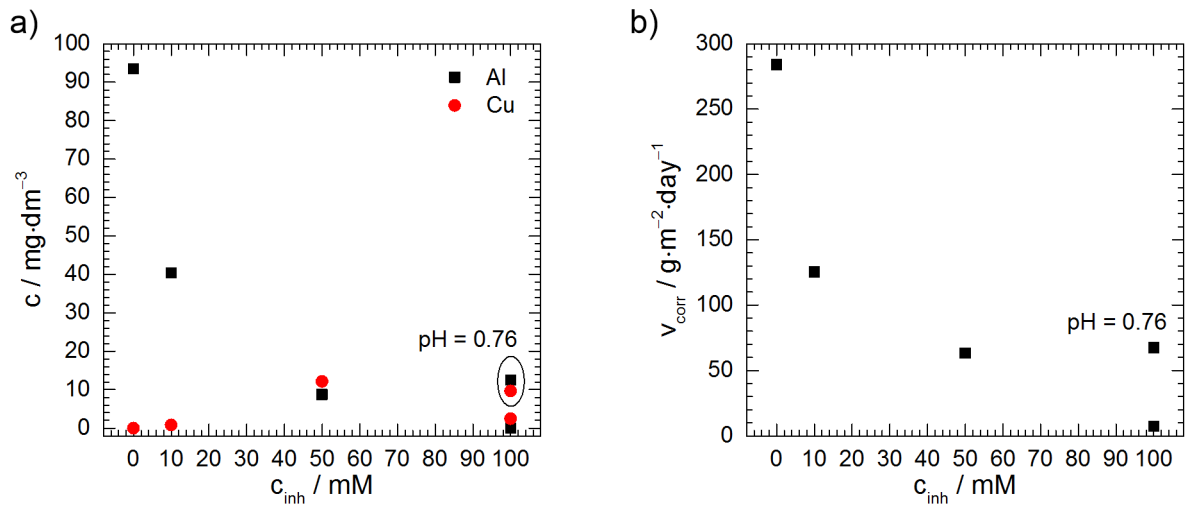 a)
100
90
80
70
60
50
40
30
20
10
0
c / mg·dm⁻³
Al
Cu
pH = 0.76
0 10 20 30 40 50 60 70 80 90 100
c_inh / mM
b)
300
250
200
150
100
50
0
v_corr / g·m⁻²·day⁻¹
pH = 0.76
0 10 20 30 40 50 60 70 80 90 100
c_inh / mM